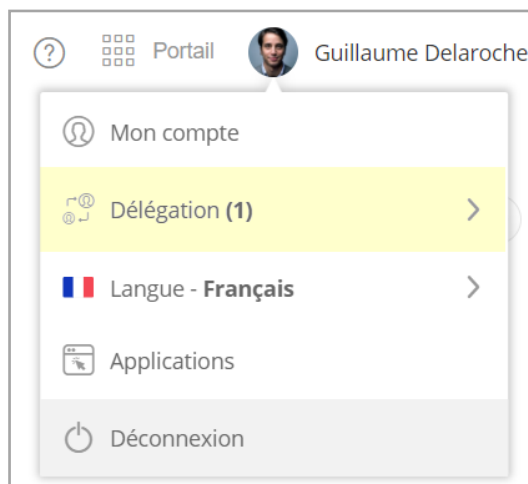 Portail Guillaume Delaroche
Mon compte
Délégation (1)
Langue - Français
Applications
Déconnexion